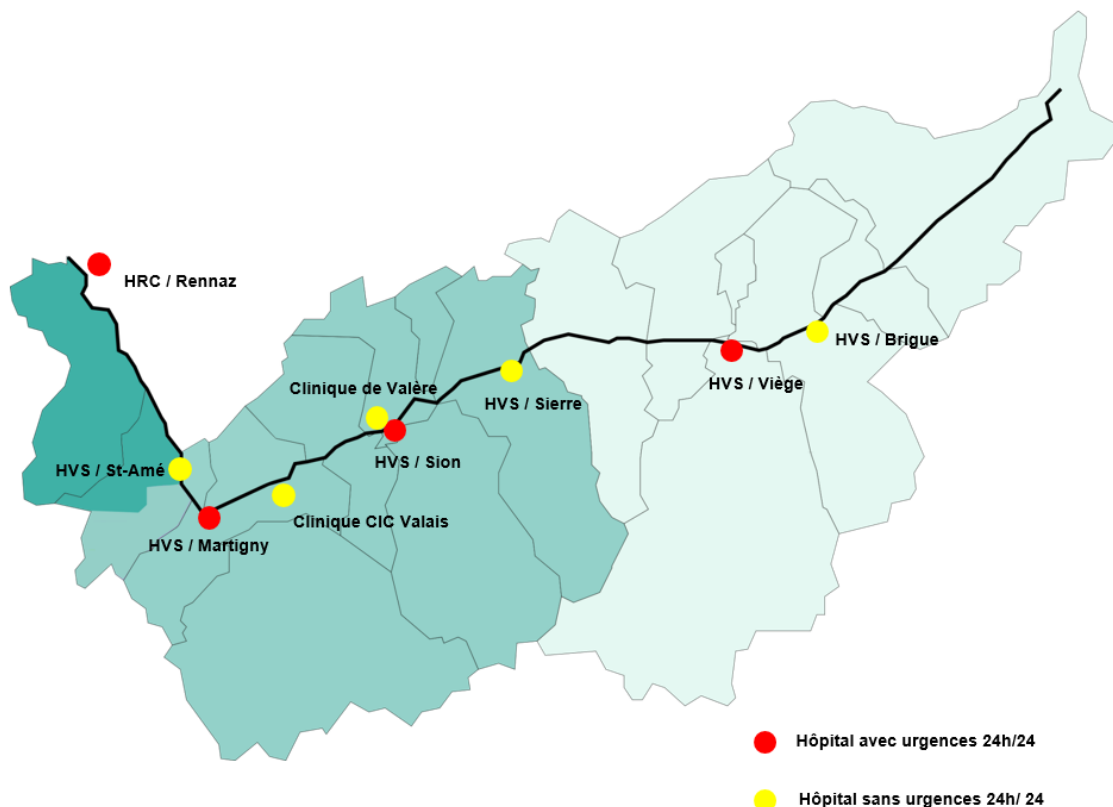 HRC / Rennaz
HVS / Brigue
HVS / Viège
Clinique de Valère
HVS / Sierre
HVS / Sion
HVS / St-Amé
Clinique CIC Valais
HVS / Martigny
Hôpital avec urgences 24h/24
Hôpital sans urgences 24h/ 24